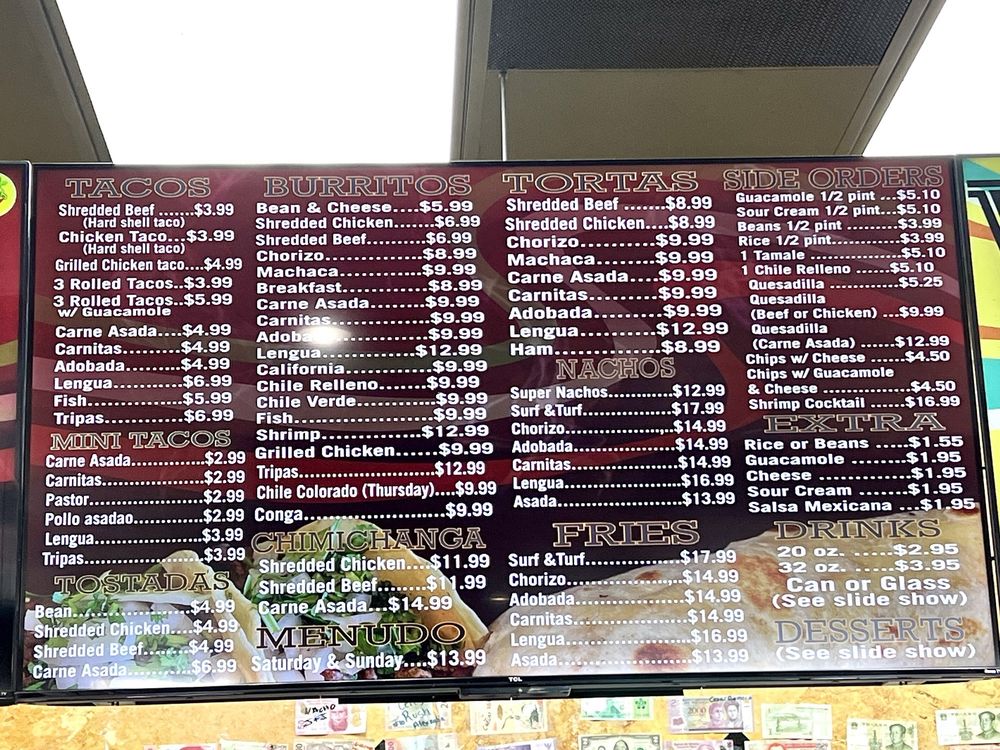 TACOS
Shredded Beef .......$3.99
(Hard shell taco)
Chicken Taco...$3.99
(Hard shell taco)
Grilled Chicken taco....$4.99
3 Rolled Tacos..$3.99
3 Rolled Tacos..$5.99
w/ Guacamole
Carne Asada....$4.99
Carnitas..........$4.99
Adobada.........$4.99
Lengua............$6.99
Fish.................$5.99
Tripas..............$6.99
MINI TACOS
Carne Asada.............$2.99
Carnitas..................$2.99
Pastor.....................$2.99
Pollo asadao............$2.99
Lengua....................$3.99
Tripas.....................$3.99
TOSTADAS
Bean.....................$4.99
Shredded Chicken....$4.99
Shredded Beef........$4.99
Carne Asada...........$6.99
BURRITOS
Bean & Cheese....$5.99
Shredded Chicken......$6.99
Shredded Beef.........$6.99
Chorizo................$8.99
Machaca..............$9.99
Breakfast.............$8.99
Carne Asada.........$9.99
Carnitas...............$9.99
Adobada..............$9.99
Lengua..............$12.99
California.............$9.99
Chile Relleno........$9.99
Chile Verde..........$9.99
Fish....................$9.99
Shrimp.............$12.99
Grilled Chicken.....$9.99
Tripas...................$12.99
Chile Colorado (Thursday)....$9.99
Conga....................$9.99
CHIMICHANGA
Shredded Chicken....$11.99
Shredded Beef.......$11.99
Carne Asada...$14.99
MENUDO
Saturday & Sunday....$13.99
TORTAS
Shredded Beef .......$8.99
Shredded Chicken......$8.99
Chorizo............$9.99
Machaca..........$9.99
Carne Asada....$9.99
Carnitas...........$9.99
Adobada..........$9.99
Lengua..........$12.99
Ham................$8.99
NACHOS
Super Nachos............$12.99
Surf &Turf................$17.99
Chorizo...................$14.99
Adobada..................$14.99
Carnitas..................$14.99
Lengua....................$16.99
Asada.....................$13.99
FRIES
Surf &Turf.................$17.99
Chorizo....................$14.99
Adobada...................$14.99
Carnitas...................$14.99
Lengua.....................$16.99
Asada......................$13.99
SIDE ORDERS
Guacamole 1/2 pint ...$5.10
Sour Cream 1/2 pint...$5.10
Beans 1/2 pint............$3.99
Rice 1/2 pint..............$3.99
1 Tamale ..................$5.10
1 Chile Relleno ........$5.10
Quesadilla ................$5.25
Quesadilla
(Beef or Chicken) ...$9.99
Quesadilla
(Carne Asada) ........$12.99
Chips w/ Cheese ......$4.50
Chips w/ Guacamole
& Cheese .................$4.50
Shrimp Cocktail ......$16.99
EXTRA
Rice or Beans .....$1.55
Guacamole .........$1.95
Cheese ...............$1.95
Sour Cream ........$1.95
Salsa Mexicana ...$1.95
DRINKS
20 oz. ......$2.95
32 oz. ......$3.95
Can or Glass
(See slide show)
DESSERTS
(See slide show)
TCL